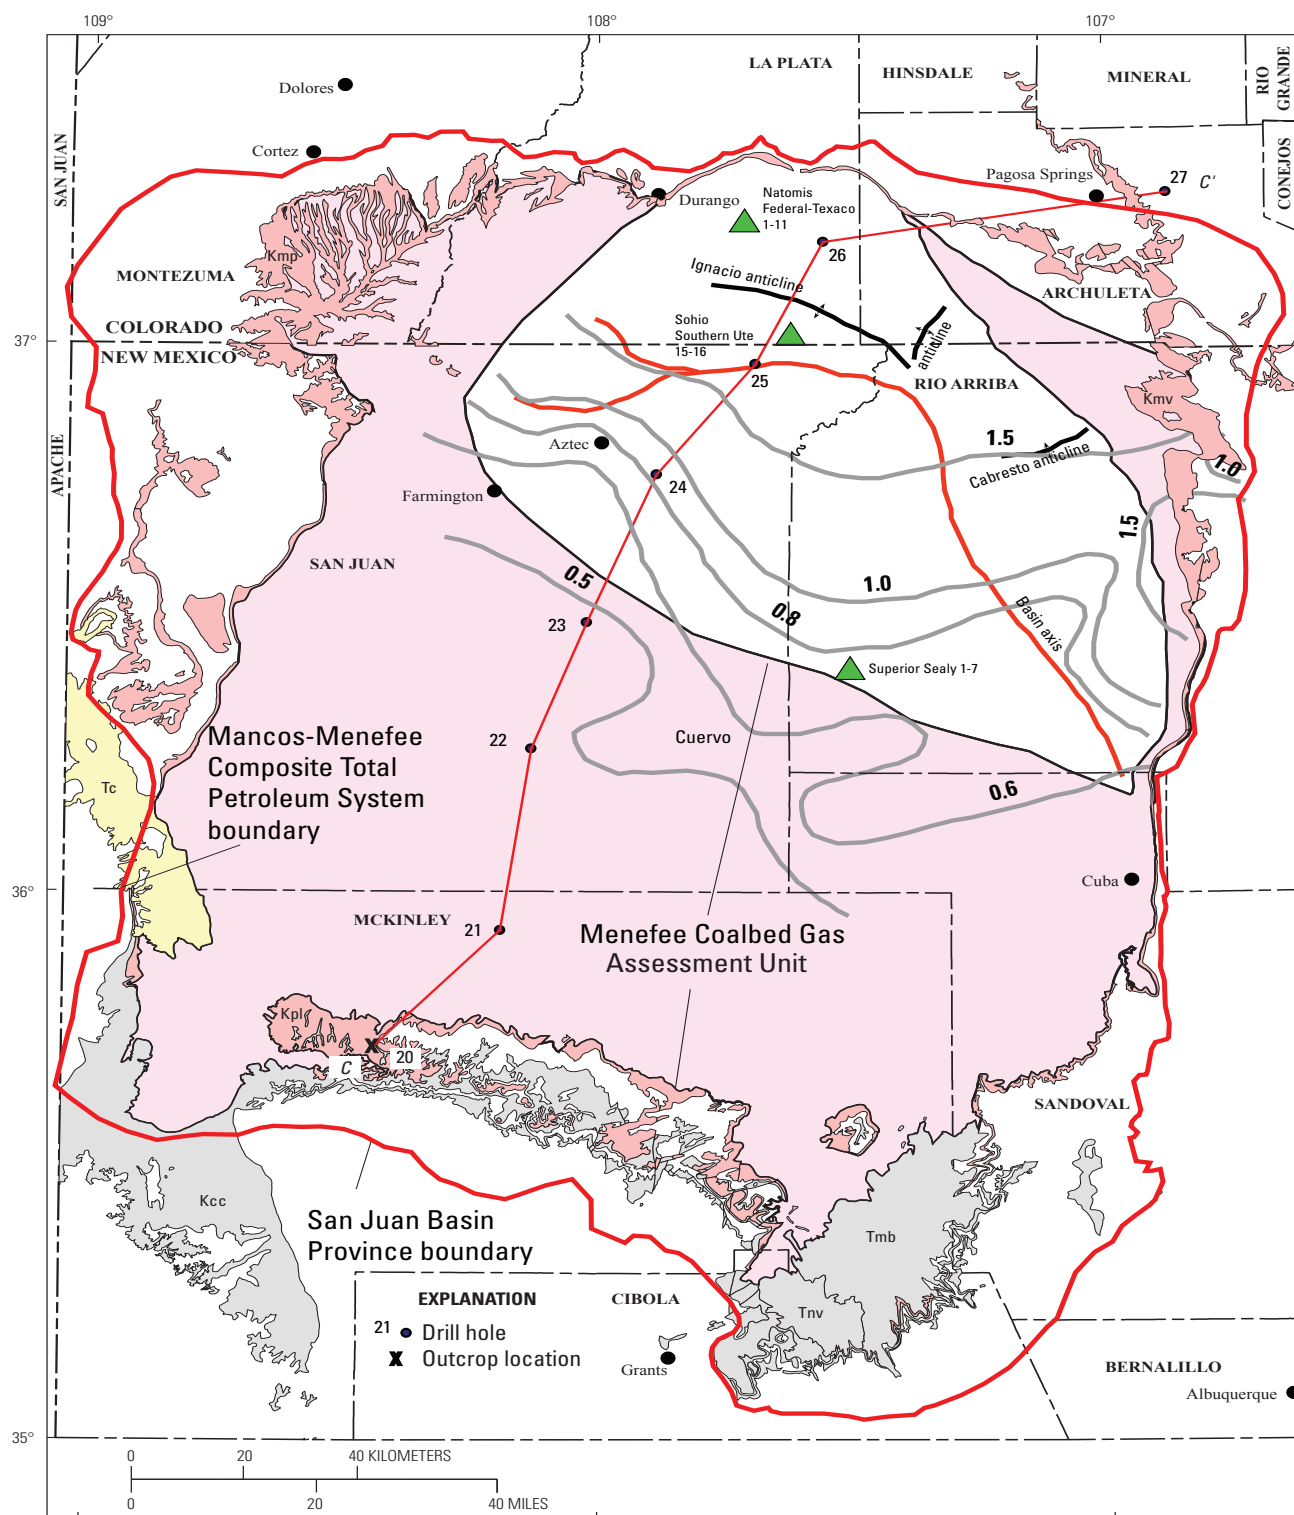 109°
108°
107°
Dolores
LA PLATA
HINSDALE
MINERAL
RIO
GRANDE
SAN JUAN
Cortez
CONEJOS
Pagosa Springs
27
C'
Durango
Natomis
Federal-Texaco
1-11
26
Kmp
Ignacio anticline
MONTEZUMA
ARCHULETA
COLORADO
NEW MEXICO
37°
Sohio
Southern Ute
15-16
anticline
25
RIO ARRIBA
Kmv
APACHE
Aztec
1.5
Cabresto anticline
1.0
24
Farmington
1.5
SAN JUAN
0.5
1.0
0.8
Basin axis
23
Superior Sealy 1-7
22
Cuervo
Mancos-Menefee
Composite Total
Petroleum System
boundary
Tc
0.6
36°
Cuba
MCKINLEY
21
Menefee Coalbed Gas
Assessment Unit
Kpl
20
C
SANDOVAL
Kcc
San Juan Basin
Province boundary
Tmb
Tnv
EXPLANATION
21
Drill hole
X Outcrop location
CIBOLA
Grants
BERNALILLO
Albuquerque
35°
0
20
40 KILOMETERS
0
20
40 MILES